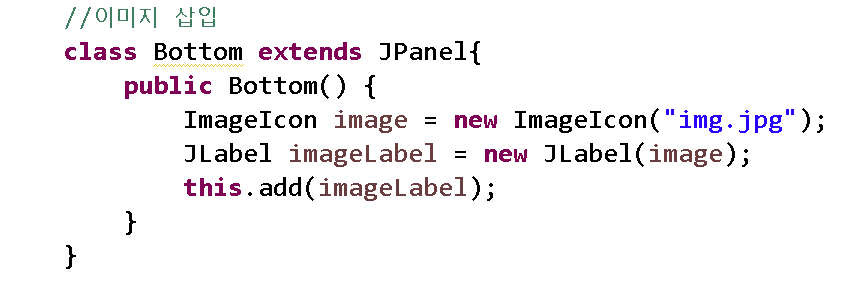 //이미지 삽입
class Bottom extends JPanel{
public Bottom() {
ImageIcon image = new ImageIcon("img.jpg");
JLabel imageLabel = new JLabel(image);
this.add(imageLabel);
}
}